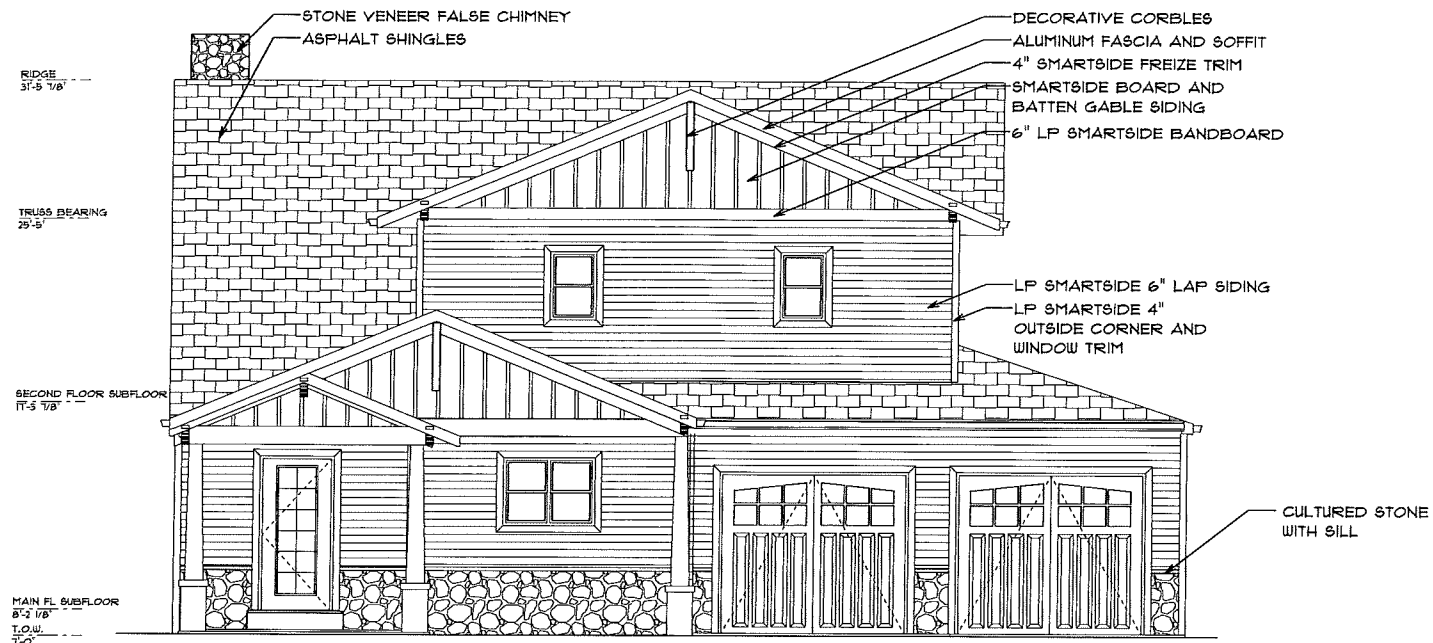 STONE VENEER FALSE CHIMNEY
ASPHALT SHINGLES
DECORATIVE CORBLES
ALUMINUM FASCIA AND SOFFIT
4" SMARTSIDE FREIZE TRIM
SMARTSIDE BOARD AND
BATTEN GABLE SIDING
6" LP SMARTSIDE BANDBOARD
RIDGE
31'-5 7/8"
TRUSS BEARING
25'-5"
LP SMARTSIDE 6" LAP SIDING
LP SMARTSIDE 4"
OUTSIDE CORNER AND
WINDOW TRIM
SECOND FLOOR SUBFLOOR
17'-5 7/8"
CULTURED STONE
WITH SILL
MAIN FL SUBFLOOR
8'-2 1/8"
T.O.W.
7'-0"